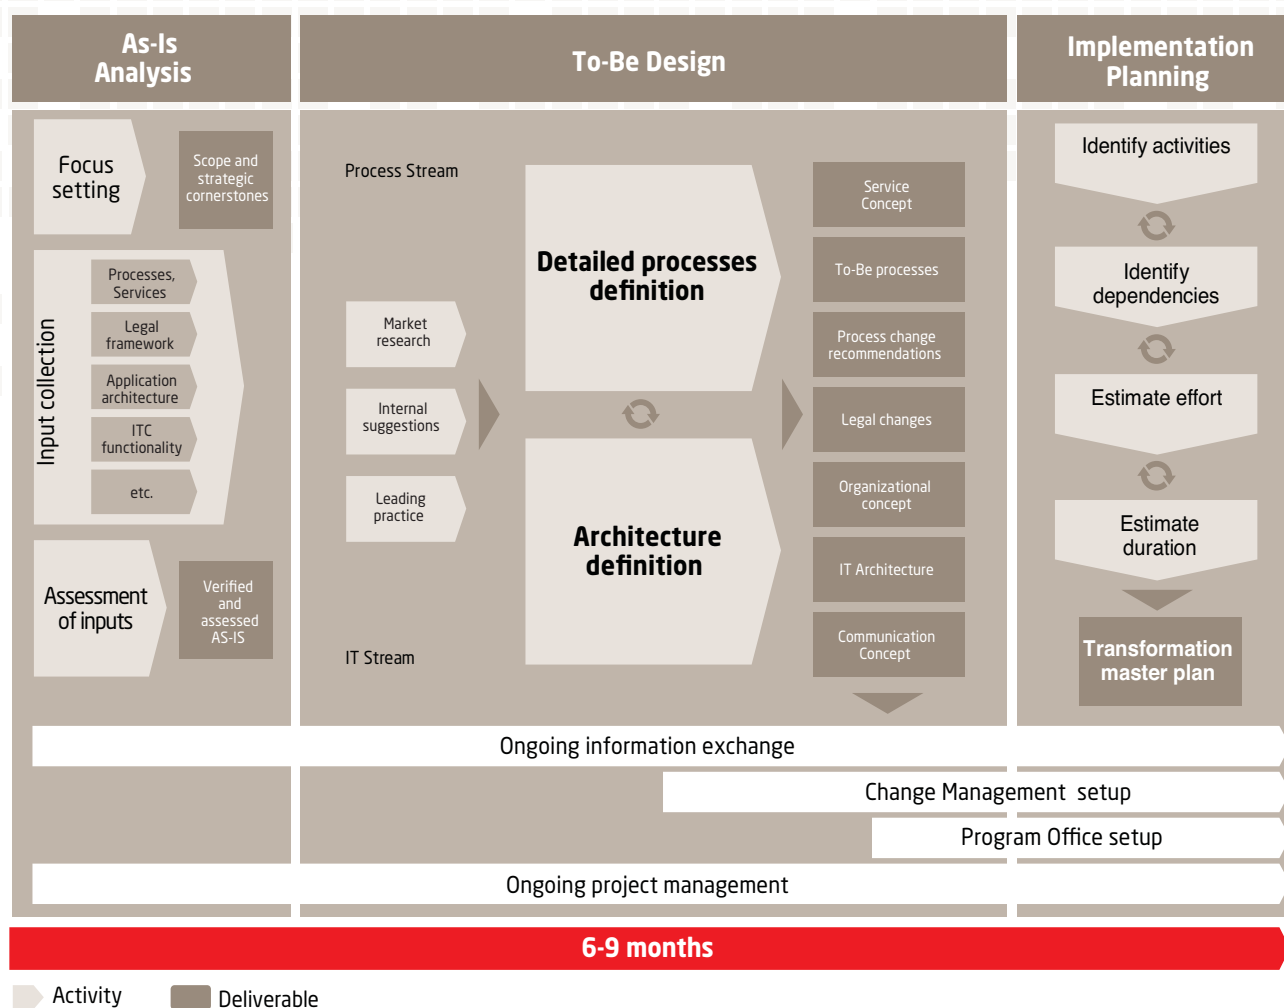 As-Is
Analysis
To-Be Design
Implementation
Planning
Focus
setting
Scope and
strategic
cornerstones
Input collection
Processes,
Services
Legal
framework
Application
architecture
ITC
functionality
etc.
Assessment
of inputs
Verified
and
assessed
AS-IS
Process Stream
Market
research
Internal
suggestions
Leading
practice
IT Stream
Detailed processes
definition
Architecture
definition
Service
Concept
To-Be processes
Process change
recommendations
Legal changes
Organizational
concept
IT Architecture
Communication
Concept
Identify activities
Identify
dependencies
Estimate effort
Estimate
duration
Transformation
master plan
Ongoing information exchange
Change Management setup
Program Office setup
Ongoing project management
6-9 months
Activity
Deliverable